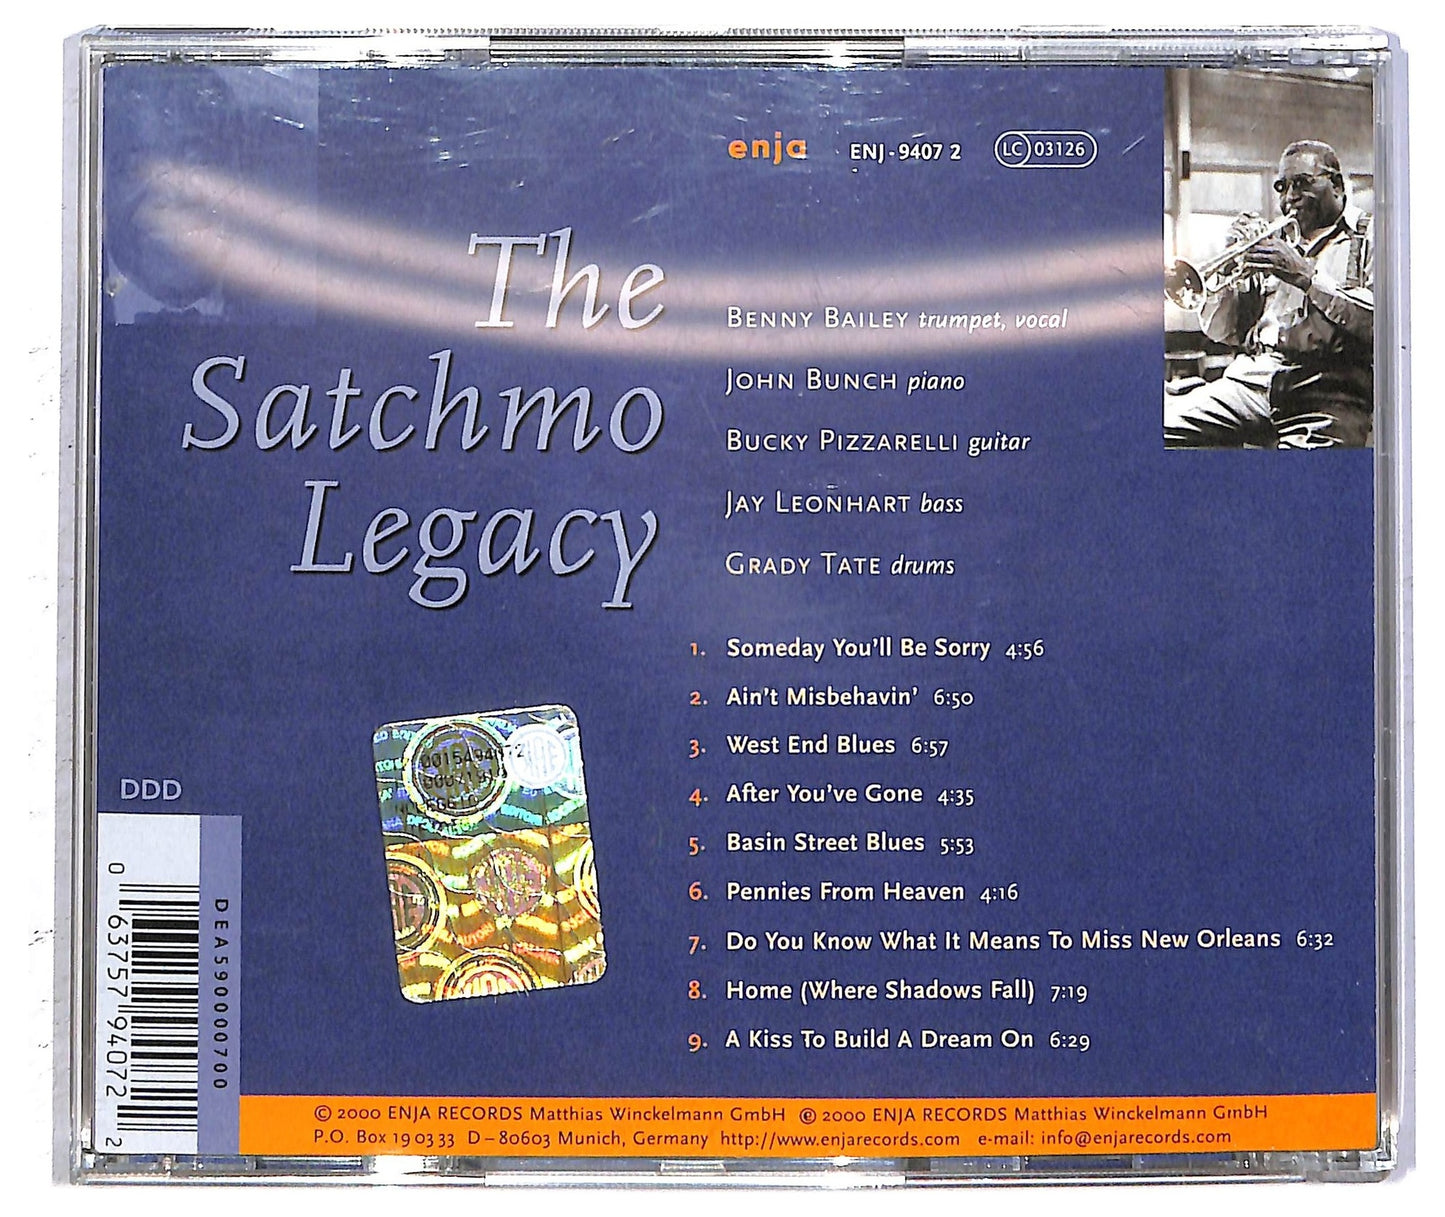 enja ENJ-9407 2 LC 03126
The
Satchmo
Legacy
BENNY BAILEY trumpet, vocal
JOHN BUNCH piano
BUCKY PIZZARELLI guitar
JAY LEONHART bass
GRADY TATE drums
1. Someday You'll Be Sorry 4:56
2. Ain't Misbehavin' 6:50
3. West End Blues 6:57
4. After You've Gone 4:35
5. Basin Street Blues 5:53
6. Pennies From Heaven 4:16
7. Do You Know What It Means To Miss New Orleans 6:32
8. Home (Where Shadows Fall) 7:19
9. A Kiss To Build A Dream On 6:29
DDD
0 63757 94072 2
DEA590000700
© 2000 ENJA RECORDS Matthias Winckelmann GmbH ℗ 2000 ENJA RECORDS Matthias Winckelmann GmbH
P.O. Box 19 03 33 D–80603 Munich, Germany http://www.enjarecords.com e-mail: info@enjarecords.com